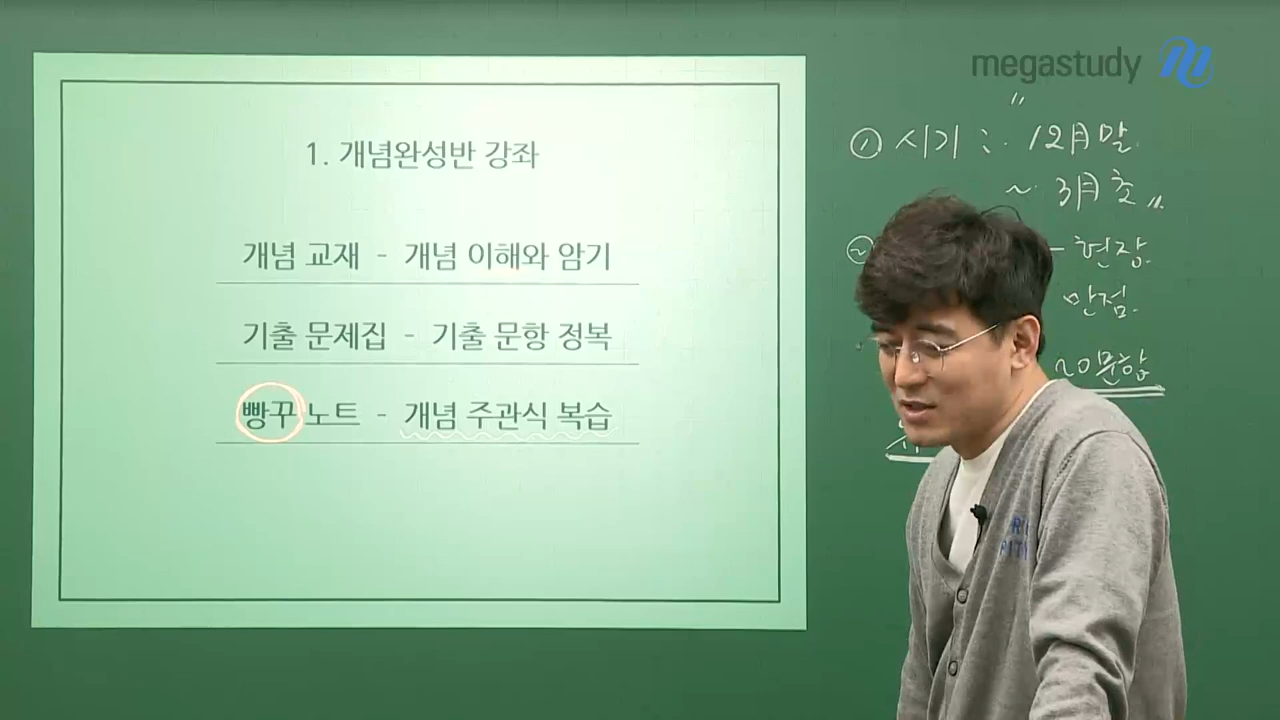 megastudy
1. 개념완성반 강좌
개념 교재 - 개념 이해와 암기
기출 문제집 - 기출 문항 정복
빵꾸 노트 - 개념 주관식 복습
① 시기 : 12月말
~ 3月초
② - 현장
만점
20문항